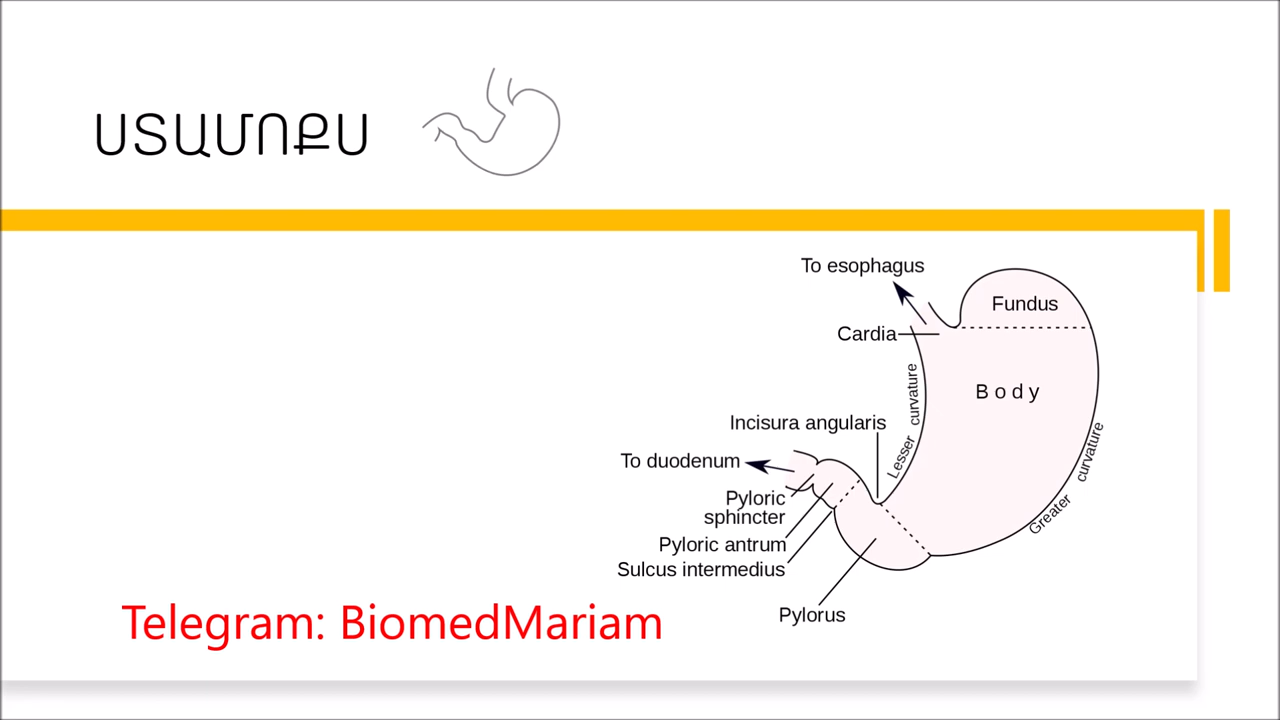 ՍՏԱՄՈՔՍ
To esophagus
Fundus
Cardia
Body
Lesser curvature
Incisura angularis
Greater curvature
To duodenum
Pyloric
sphincter
Pyloric antrum
Sulcus intermedius
Pylorus
Telegram: BiomedMariam